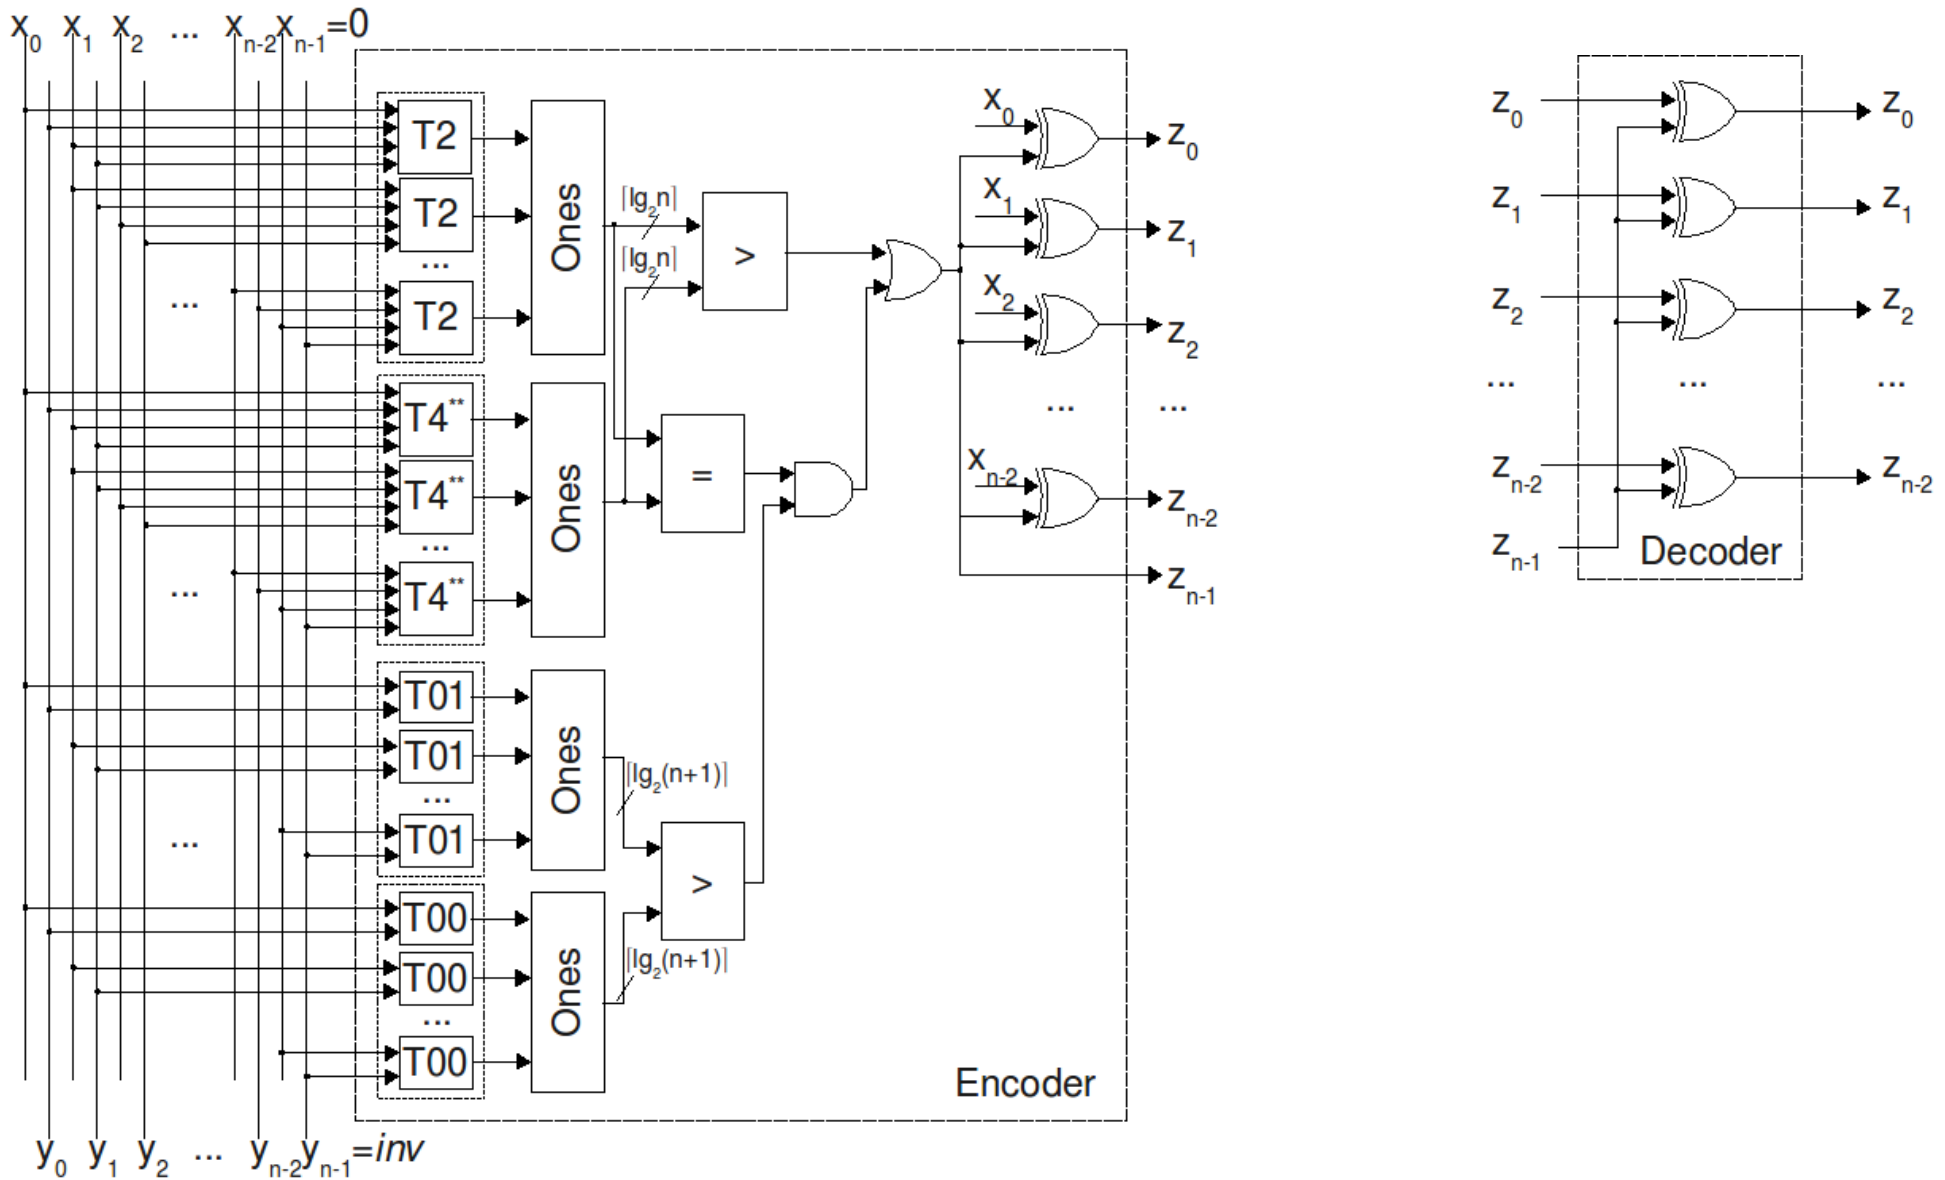 x0 x1 x2 ... xn-2 xn-1=0
T2
T2
...
T2
...
Ones
⌈lg2n⌉
⌈lg2n⌉
>
T4**
T4**
...
T4**
...
Ones
=
T01
T01
...
T01
...
Ones
⌈lg2(n+1)⌉
>
T00
T00
...
T00
Ones
⌈lg2(n+1)⌉
x0
z0
x1
z1
x2
z2
... ...
xn-2
zn-2
zn-1
Encoder
y0 y1 y2 ... yn-2 yn-1=inv
z0 z0
z1 z1
z2 z2
... ... ...
zn-2 zn-2
zn-1
Decoder